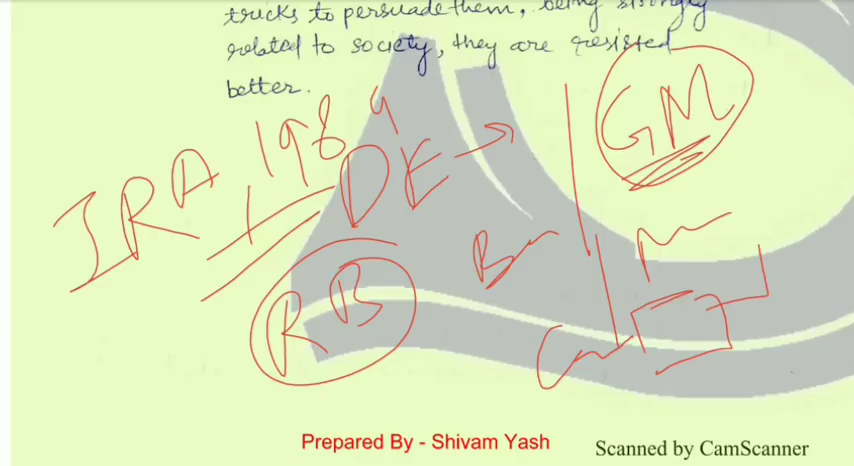 tricks to persuade them, being strongly
related to society, they are resisted
better.
IRA 1984
DE → GM
RB
Prepared By - Shivam Yash
Scanned by CamScanner